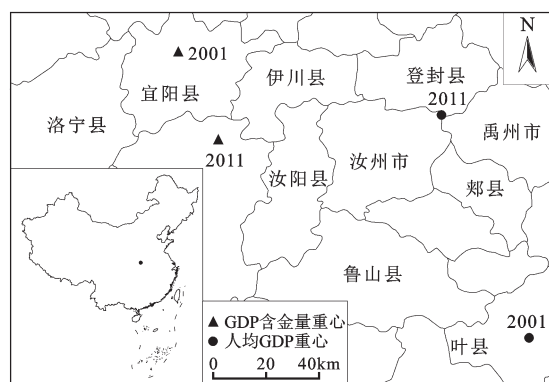 N
2001
宜阳县
伊川县
登封县
2011
洛宁县
禹州市
2011
汝阳县
汝州市
郏县
鲁山县
▲ GDP含金量重心
● 人均GDP重心
2001
叶县
0 20 40km